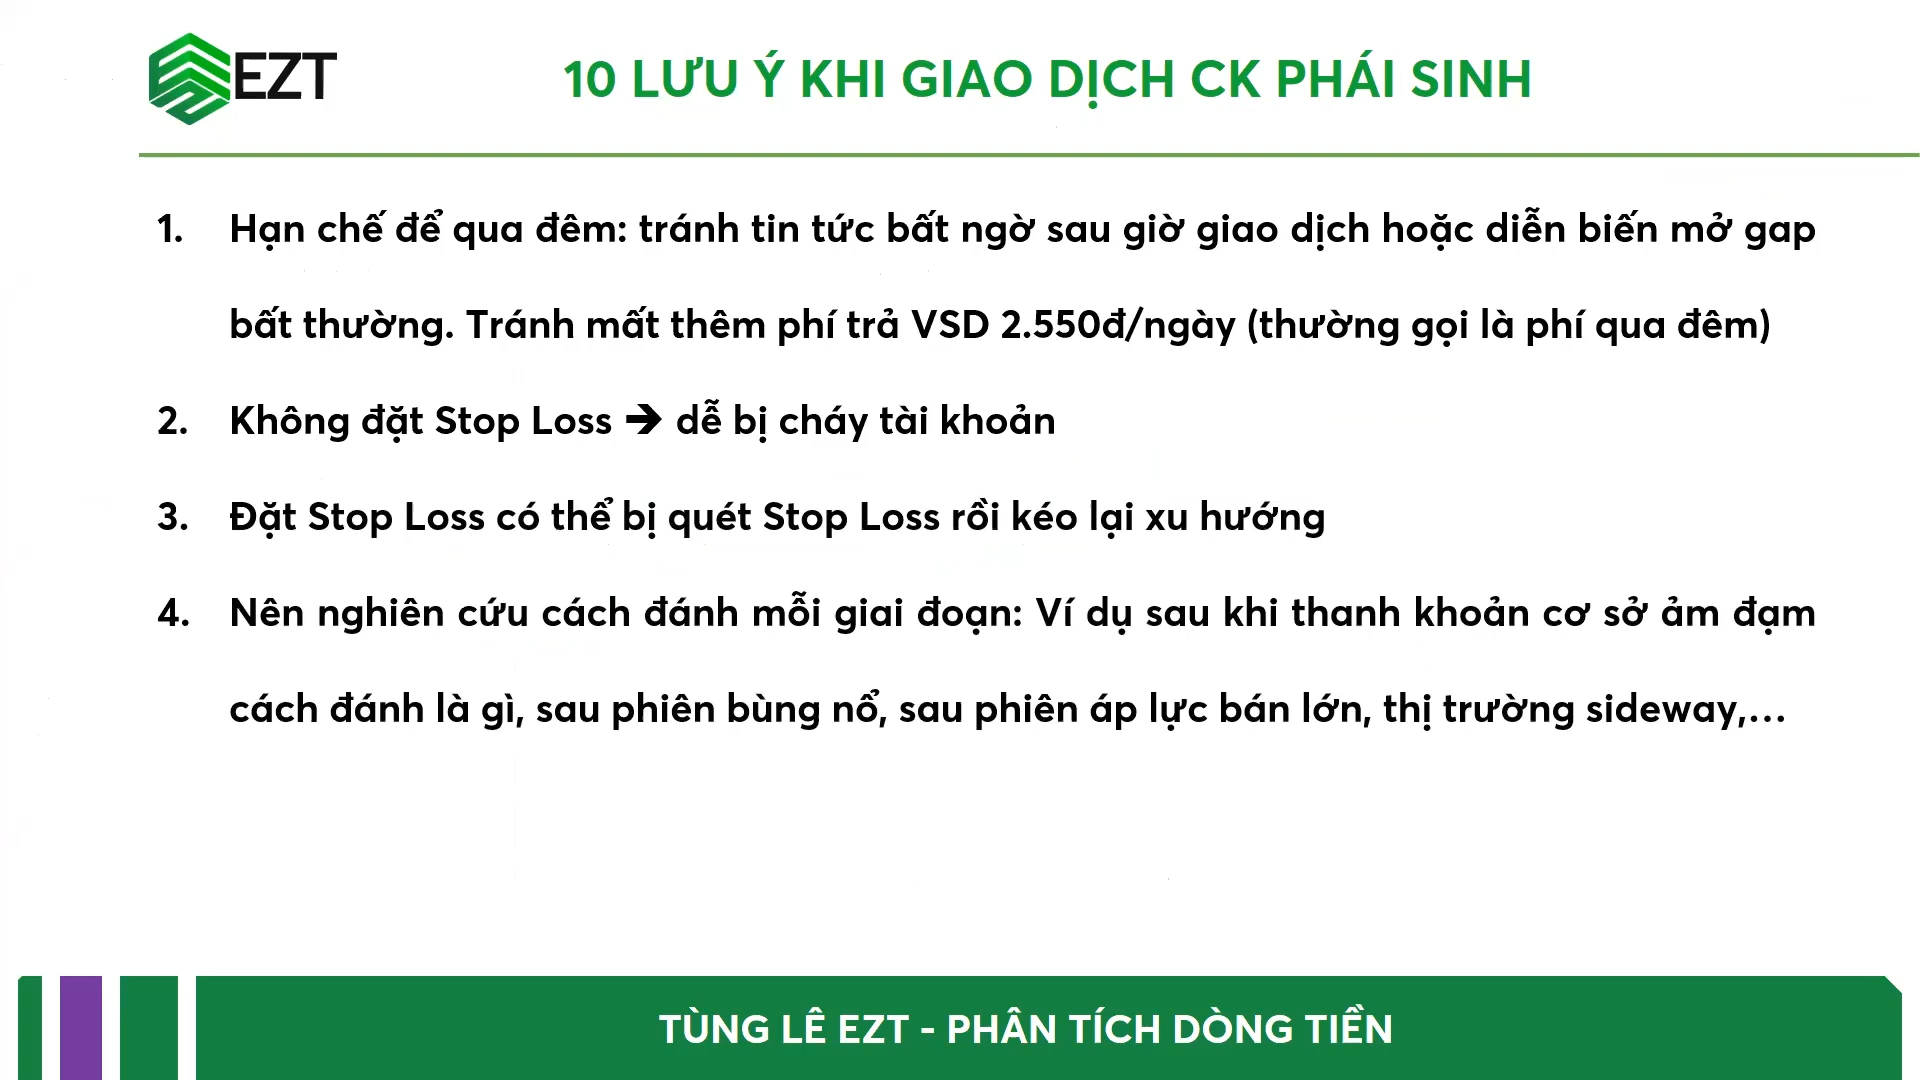 EZT
10 LƯU Ý KHI GIAO DỊCH CK PHÁI SINH
1. Hạn chế để qua đêm: tránh tin tức bất ngờ sau giờ giao dịch hoặc diễn biến mở gap
bất thường. Tránh mất thêm phí trả VSD 2.550đ/ngày (thường gọi là phí qua đêm)
2. Không đặt Stop Loss ➔ dễ bị cháy tài khoản
3. Đặt Stop Loss có thể bị quét Stop Loss rồi kéo lại xu hướng
4. Nên nghiên cứu cách đánh mỗi giai đoạn: Ví dụ sau khi thanh khoản cơ sở ảm đạm
cách đánh là gì, sau phiên bùng nổ, sau phiên áp lực bán lớn, thị trường sideway,...
TÙNG LÊ EZT - PHÂN TÍCH DÒNG TIỀN